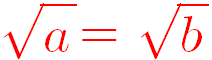 √a = √b